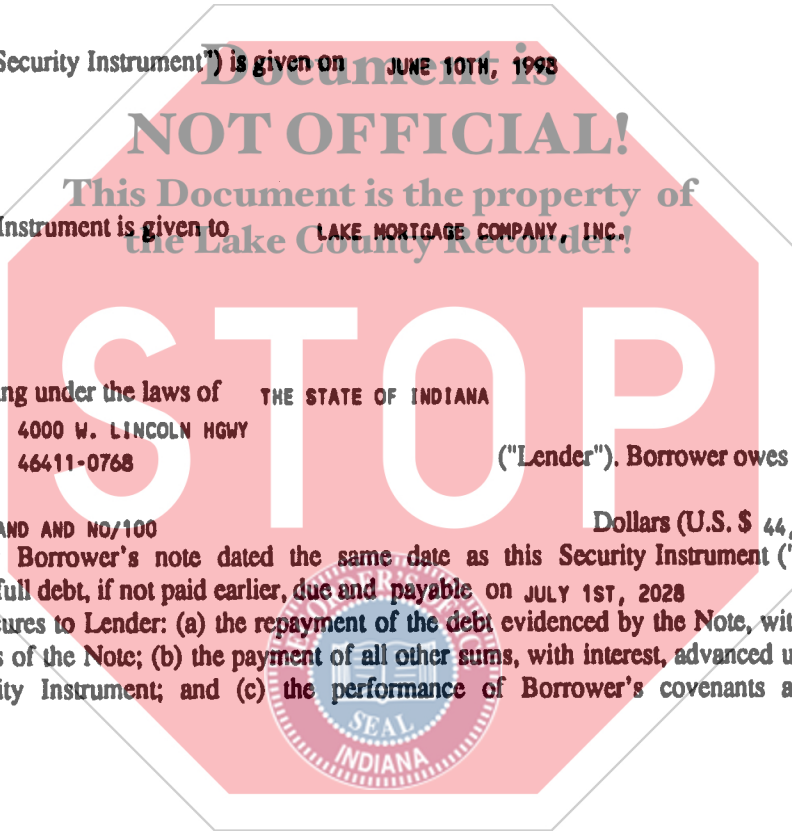 Security Instrument") is given on JUNE 10TH, 1998
Document is
NOT OFFICIAL!
This Document is the property of
Instrument is given to LAKE MORTGAGE COMPANY, INC.
the Lake County Recorder!
STOP
ng under the laws of THE STATE OF INDIANA
4000 W. LINCOLN HGWY
46411-0768 ("Lender"). Borrower owes
AND AND NO/100 Dollars (U.S. $ 44,
Borrower's note dated the same date as this Security Instrument ("
full debt, if not paid earlier, due and payable on JULY 1ST, 2028
ures to Lender: (a) the repayment of the debt evidenced by the Note, wit
s of the Note; (b) the payment of all other sums, with interest, advanced u
ity Instrument; and (c) the performance of Borrower's covenants a
SEAL
INDIANA